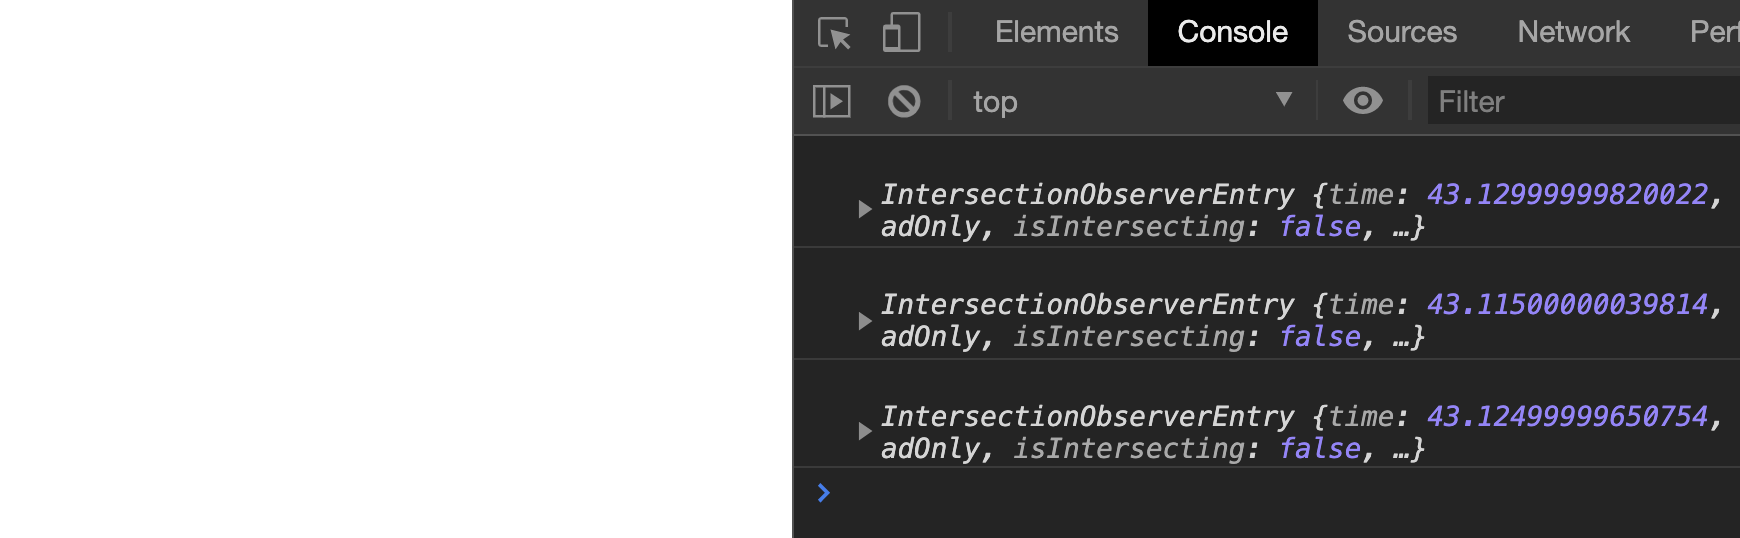 Elements Console Sources Network Perf
top Filter
IntersectionObserverEntry {time: 43.12999999820022,
adOnly, isIntersecting: false, …}
IntersectionObserverEntry {time: 43.11500000039814,
adOnly, isIntersecting: false, …}
IntersectionObserverEntry {time: 43.12499999650754,
adOnly, isIntersecting: false, …}